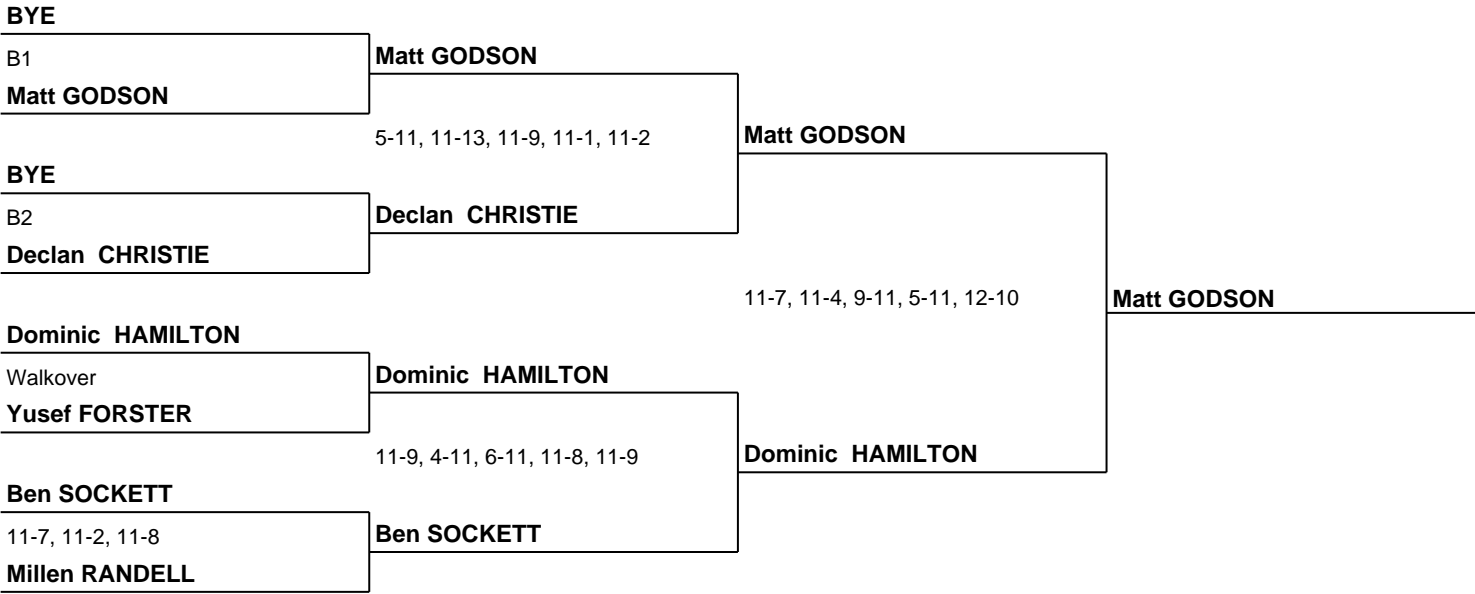 BYE
B1
Matt GODSON
Matt GODSON
5-11, 11-13, 11-9, 11-1, 11-2
Matt GODSON
BYE
B2
Declan  CHRISTIE
Declan  CHRISTIE
11-7, 11-4, 9-11, 5-11, 12-10
Matt GODSON
Dominic  HAMILTON
Walkover
Yusef FORSTER
Dominic  HAMILTON
11-9, 4-11, 6-11, 11-8, 11-9
Dominic  HAMILTON
Ben SOCKETT
11-7, 11-2, 11-8
Millen RANDELL
Ben SOCKETT